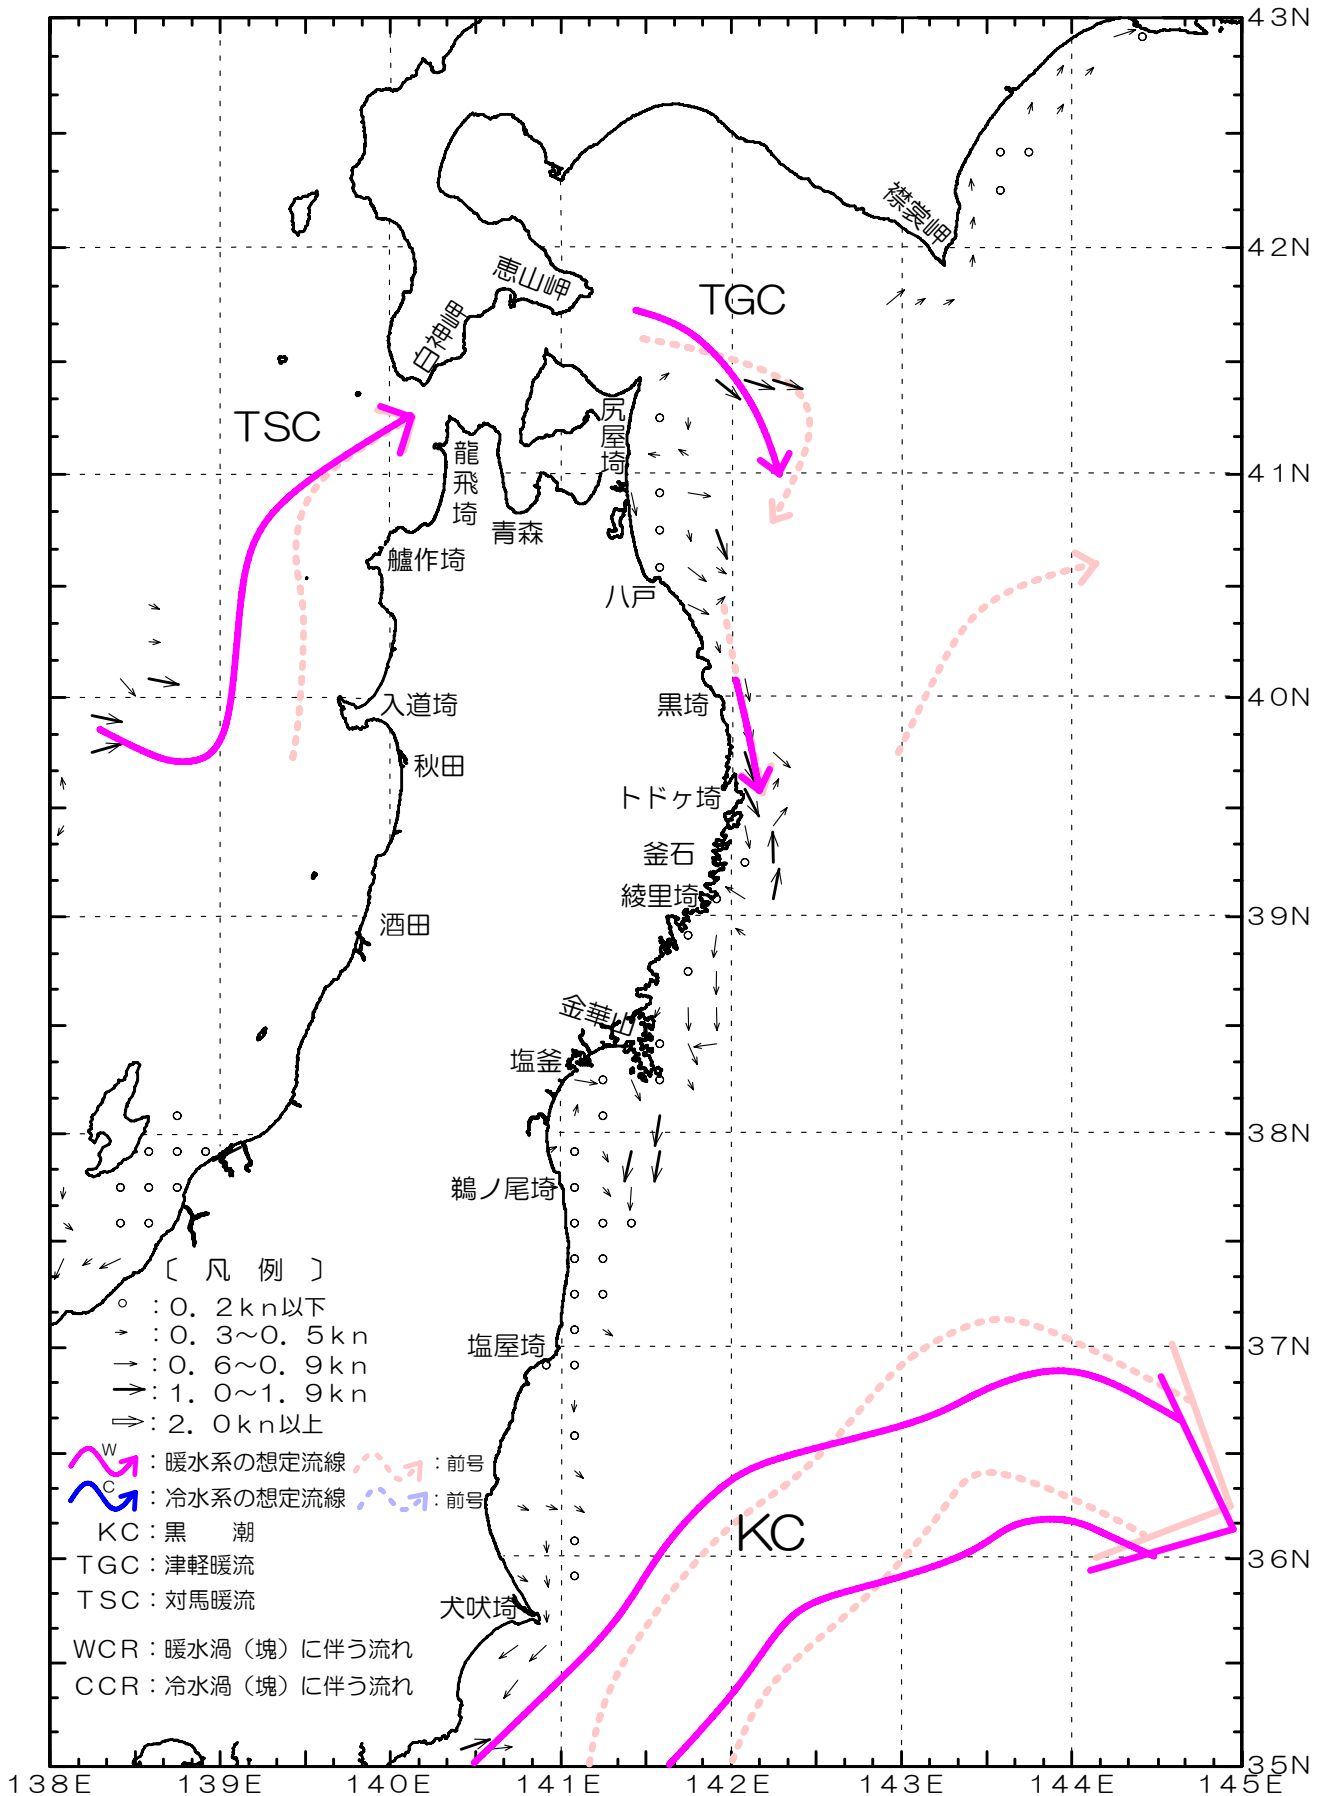 43N
襟裳岬
42N
恵山岬
TGC
白神岬
TSC
尻屋埼
龍飛埼
41N
青森
艫作埼
八戸
入道埼
黒埼
40N
秋田
トドヶ埼
釜石
綾里埼
39N
酒田
金華山
塩釜
38N
鵜ノ尾埼
〔 凡 例 〕
：0．2kn以下
：0．3～0．5kn
塩屋埼
37N
：0．6～0．9kn
：1．0～1．9kn
：2．0kn以上
W
：暖水系の想定流線
：前号
C
：冷水系の想定流線
：前号
KC：黒 潮
KC
TGC：津軽暖流
36N
TSC：対馬暖流
犬吠埼
WCR：暖水渦（塊）に伴う流れ
CCR：冷水渦（塊）に伴う流れ
35N
138E 139E 140E 141E 142E 143E 144E 145E